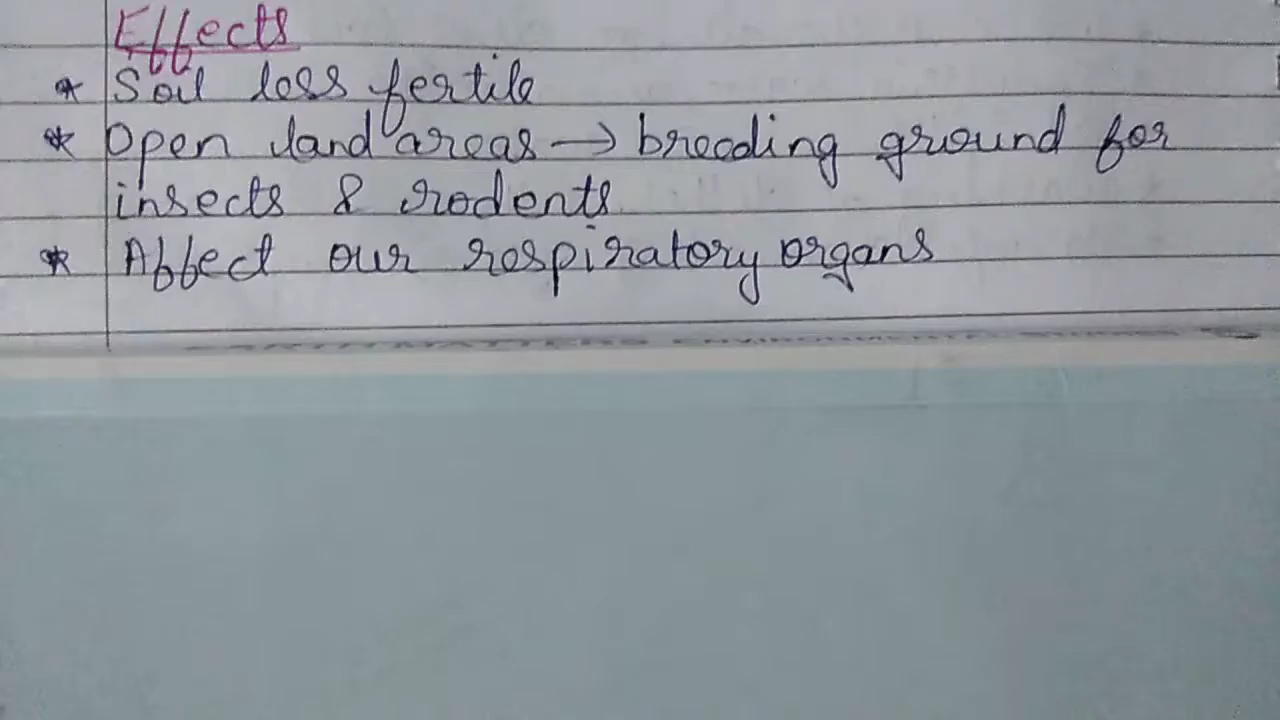 Effects
* Soil less fertile
* Open land areas → breeding ground for
insects & rodents
* Affect our respiratory organs